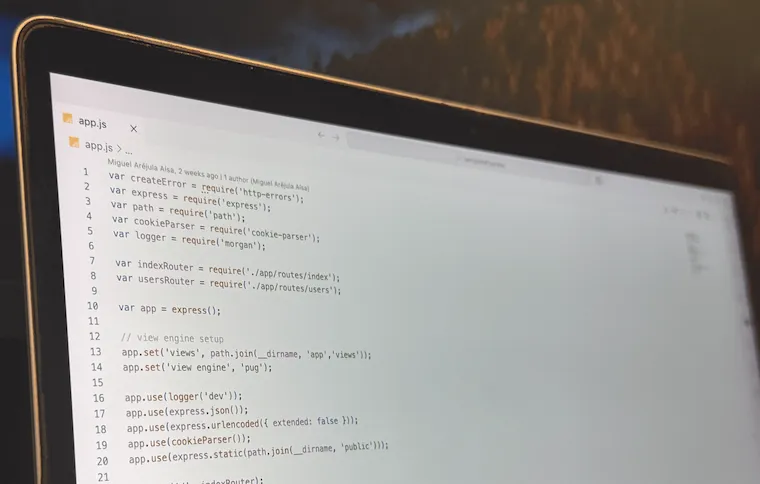 app.js
app.js > ...
Miguel Aréjula Aísa, 2 weeks ago | 1 author (Miguel Aréjula Aísa)
1 var createError = require('http-errors');
2 var express = require('express');
3 var path = require('path');
4 var cookieParser = require('cookie-parser');
5 var logger = require('morgan');
6
7 var indexRouter = require('./app/routes/index');
8 var usersRouter = require('./app/routes/users');
9
10 var app = express();
11
12 // view engine setup
13 app.set('views', path.join(__dirname, 'app','views'));
14 app.set('view engine', 'pug');
15
16 app.use(logger('dev'));
17 app.use(express.json());
18 app.use(express.urlencoded({ extended: false }));
19 app.use(cookieParser());
20 app.use(express.static(path.join(__dirname, 'public')));
21
indexRouter);